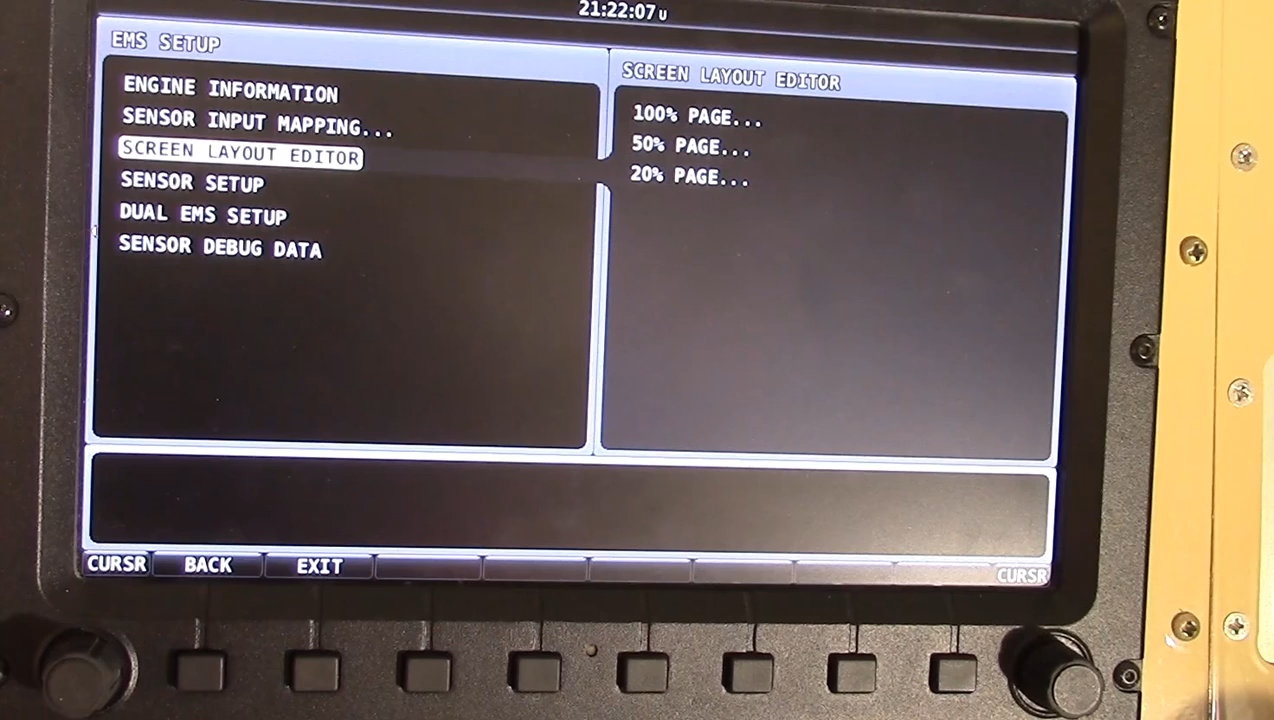 21:22:07U
EMS SETUP
ENGINE INFORMATION
SENSOR INPUT MAPPING...
SCREEN LAYOUT EDITOR
SENSOR SETUP
DUAL EMS SETUP
SENSOR DEBUG DATA
SCREEN LAYOUT EDITOR
100% PAGE...
50% PAGE...
20% PAGE...
CURSR BACK EXIT CURSR